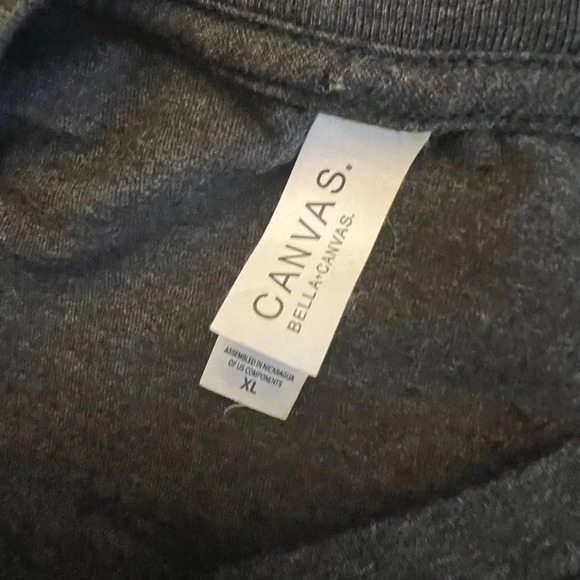 CANVAS.
BELLA+CANVAS.
ASSEMBLED IN NICARAGUA
OF US COMPONENTS
XL